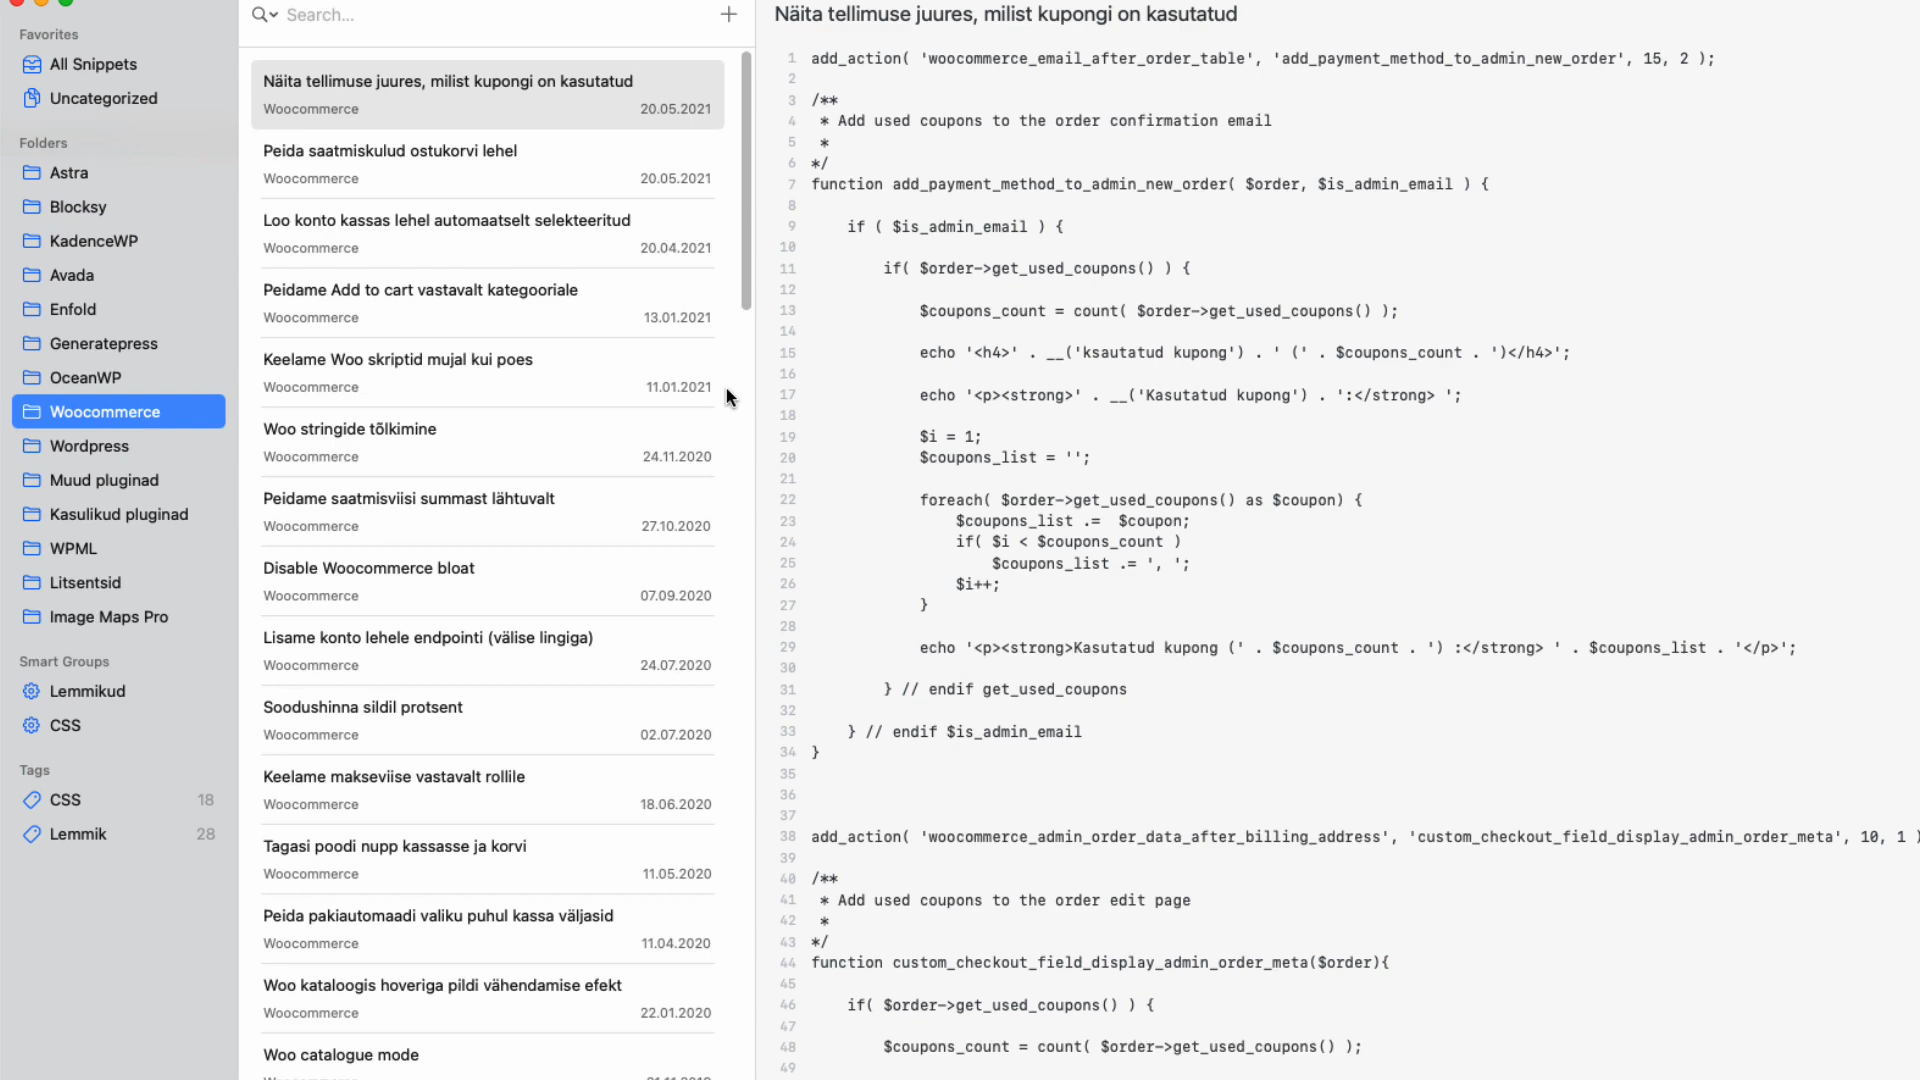 Favorites
All Snippets
Uncategorized
Folders
Astra
Blocksy
KadenceWP
Avada
Enfold
Generatepress
OceanWP
Woocommerce
Wordpress
Muud pluginad
Kasulikud pluginad
WPML
Litsentsid
Image Maps Pro
Smart Groups
Lemmikud
CSS
Tags
CSS 18
Lemmik 28
Search...
Näita tellimuse juures, milist kupongi on kasutatud
Woocommerce 20.05.2021
Peida saatmiskulud ostukorvi lehel
Woocommerce 20.05.2021
Loo konto kassas lehel automaatselt selekteeritud
Woocommerce 20.04.2021
Peidame Add to cart vastavalt kategooriale
Woocommerce 13.01.2021
Keelame Woo skriptid mujal kui poes
Woocommerce 11.01.2021
Woo stringide tõlkimine
Woocommerce 24.11.2020
Peidame saatmisviisi summast lähtuvalt
Woocommerce 27.10.2020
Disable Woocommerce bloat
Woocommerce 07.09.2020
Lisame konto lehele endpointi (välise lingiga)
Woocommerce 24.07.2020
Soodushinna sildil protsent
Woocommerce 02.07.2020
Keelame makseviise vastavalt rollile
Woocommerce 18.06.2020
Tagasi poodi nupp kassasse ja korvi
Woocommerce 11.05.2020
Peida pakiautomaadi valiku puhul kassa väljasid
Woocommerce 11.04.2020
Woo kataloogis hoveriga pildi vähendamise efekt
Woocommerce 22.01.2020
Woo catalogue mode
Näita tellimuse juures, milist kupongi on kasutatud
1 add_action( 'woocommerce_email_after_order_table', 'add_payment_method_to_admin_new_order', 15, 2 );
2
3 /**
4 * Add used coupons to the order confirmation email
5 *
6 */
7 function add_payment_method_to_admin_new_order( $order, $is_admin_email ) {
8
9 if ( $is_admin_email ) {
10
11 if( $order->get_used_coupons() ) {
12
13 $coupons_count = count( $order->get_used_coupons() );
14
15 echo '<h4>' . __('ksautatud kupong') . ' (' . $coupons_count . ')</h4>';
16
17 echo '<p><strong>' . __('Kasutatud kupong') . ':</strong> ';
18
19 $i = 1;
20 $coupons_list = '';
21
22 foreach( $order->get_used_coupons() as $coupon) {
23 $coupons_list .= $coupon;
24 if( $i < $coupons_count )
25 $coupons_list .= ', ';
26 $i++;
27 }
28
29 echo '<p><strong>Kasutatud kupong (' . $coupons_count . ') :</strong> ' . $coupons_list . '</p>';
30
31 } // endif get_used_coupons
32
33 } // endif $is_admin_email
34 }
35
36
37
38 add_action( 'woocommerce_admin_order_data_after_billing_address', 'custom_checkout_field_display_admin_order_meta', 10, 1 )
39
40 /**
41 * Add used coupons to the order edit page
42 *
43 */
44 function custom_checkout_field_display_admin_order_meta($order){
45
46 if( $order->get_used_coupons() ) {
47
48 $coupons_count = count( $order->get_used_coupons() );
49